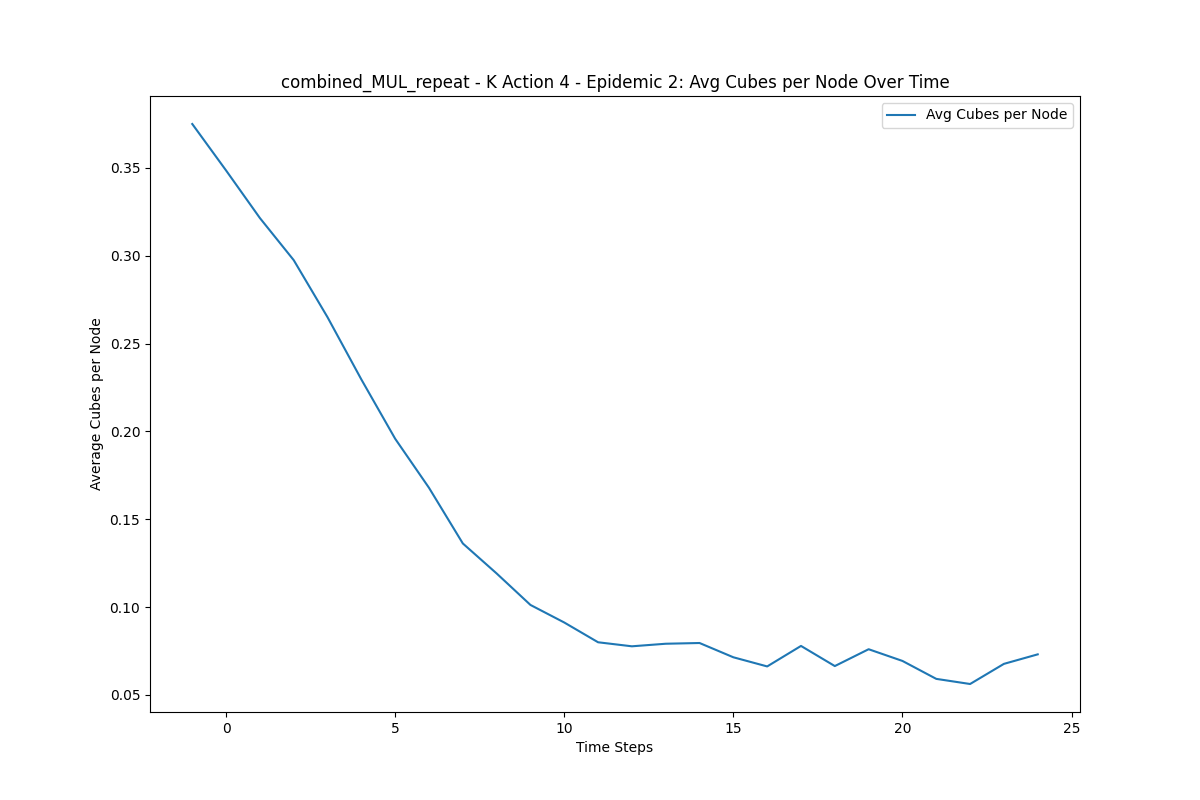 combined_MUL_repeat - K Action 4 - Epidemic 2: Avg Cubes per Node Over Time
Avg Cubes per Node
Average Cubes per Node
0.35
0.30
0.25
0.20
0.15
0.10
0.05
0 5 10 15 20 25
Time Steps